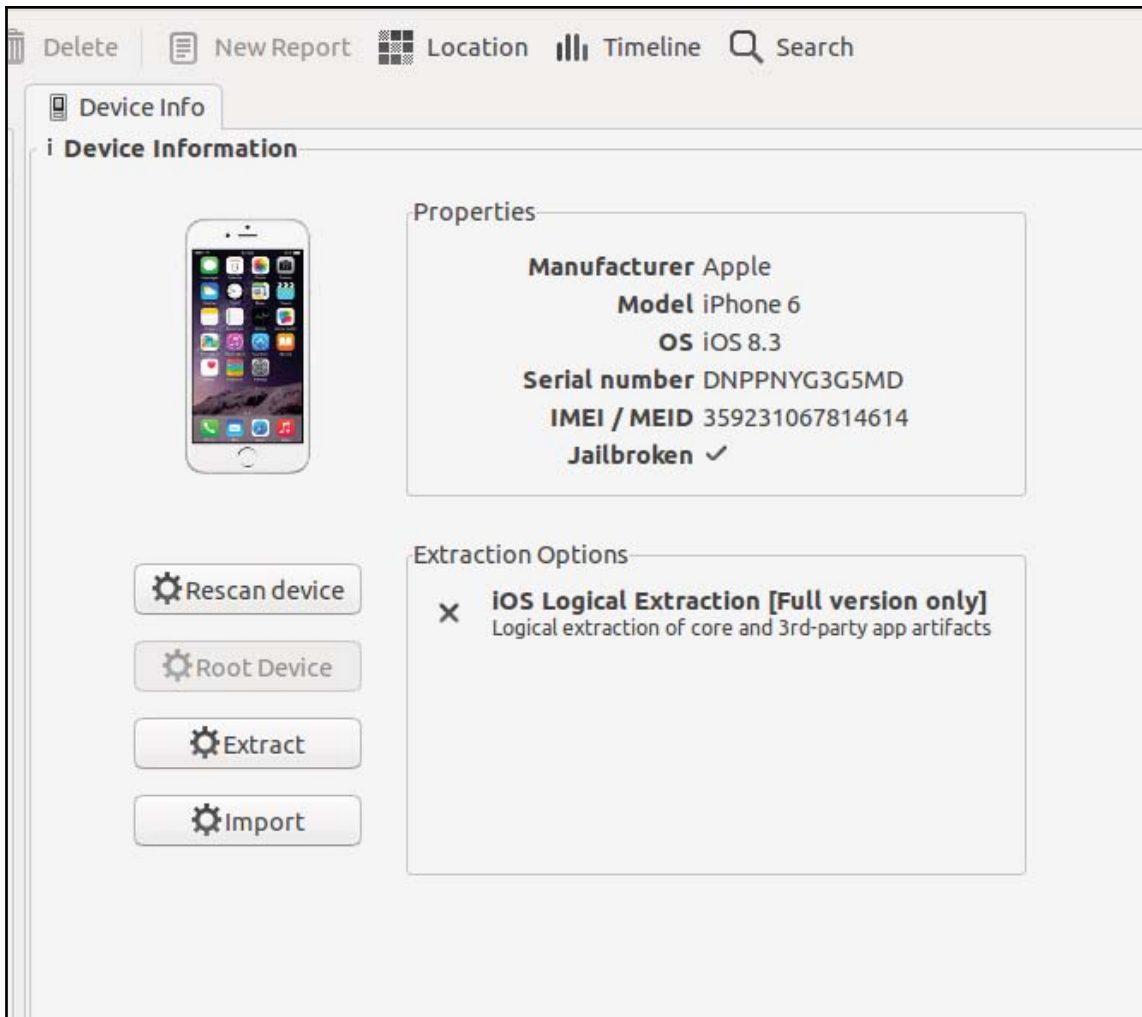 Delete New Report Location Timeline Search
Device Info
i Device Information
Properties
Manufacturer Apple
Model iPhone 6
OS iOS 8.3
Serial number DNPPNYG3G5MD
IMEI / MEID 359231067814614
Jailbroken ✓
Rescan device
Root Device
Extract
Import
Extraction Options
iOS Logical Extraction [Full version only]
Logical extraction of core and 3rd-party app artifacts